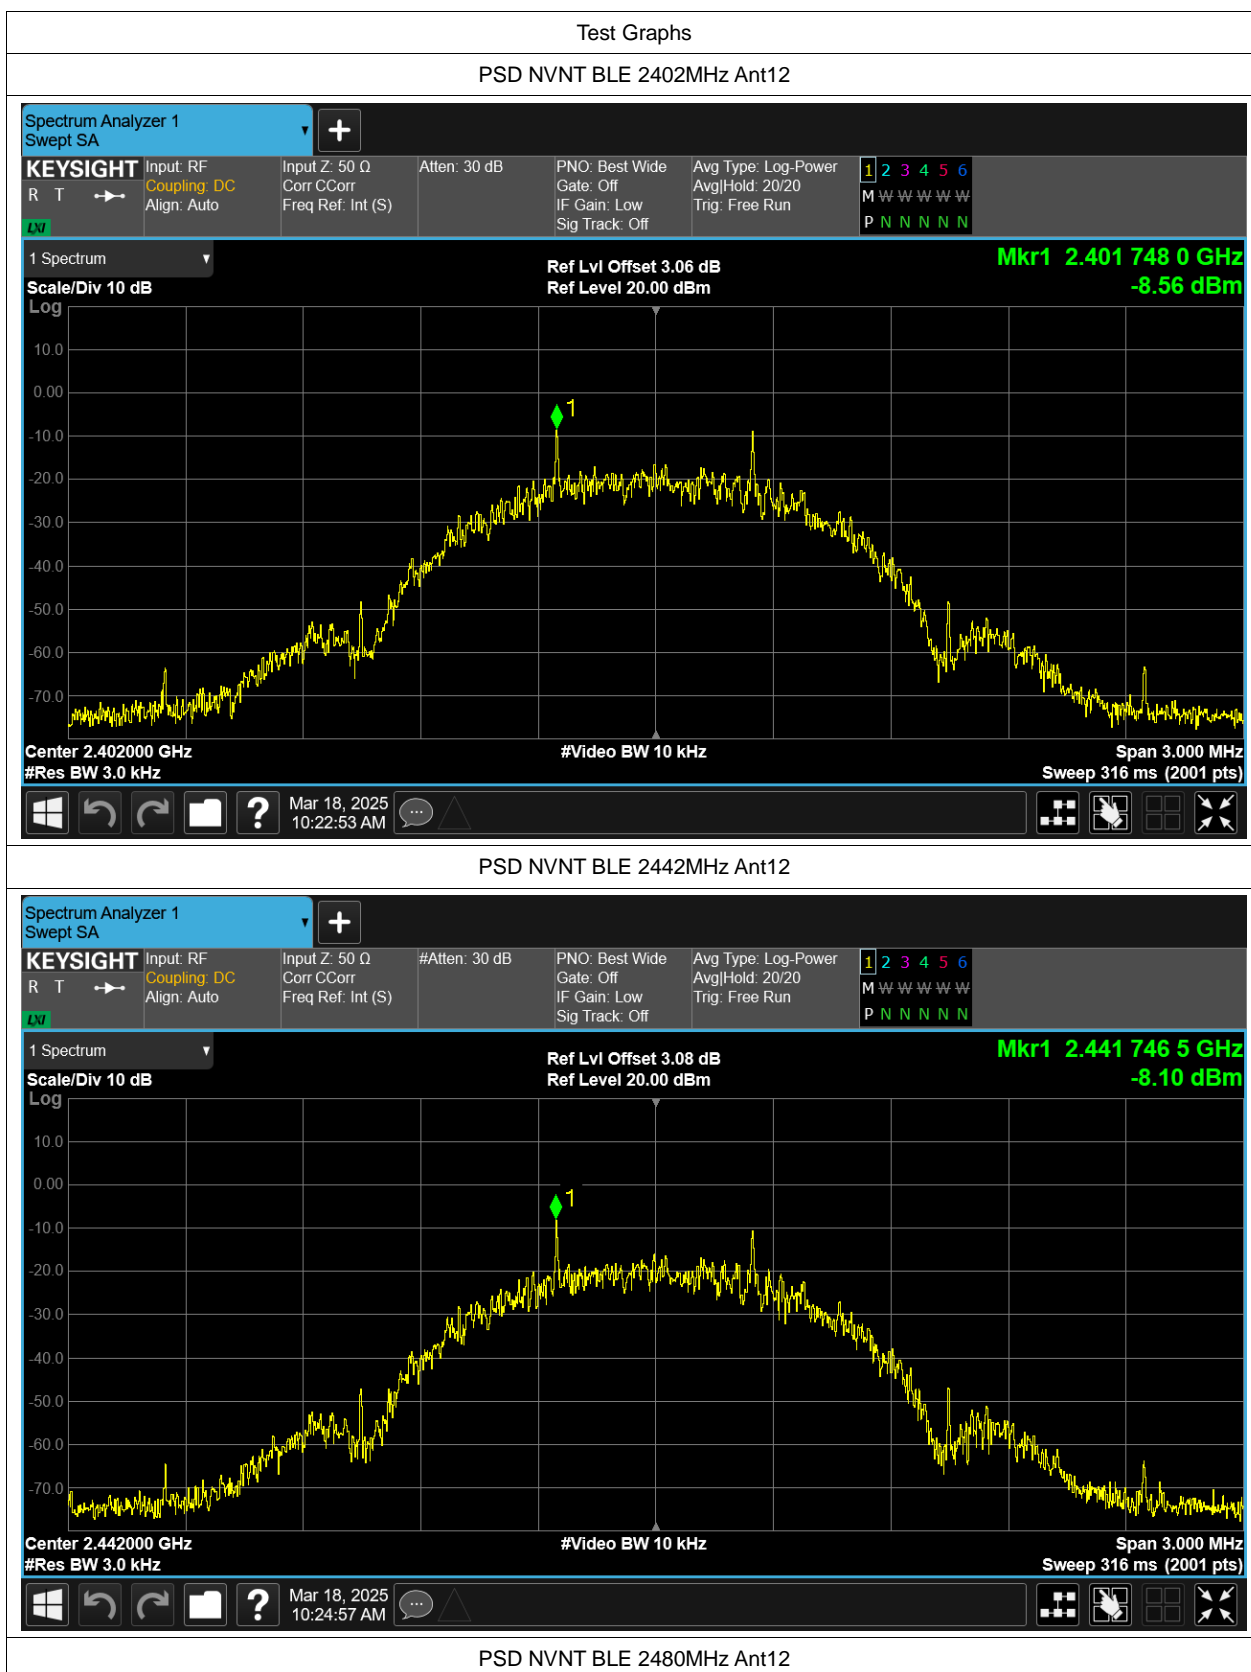 Test Graphs
PSD NVNT BLE 2402MHz Ant12
Spectrum Analyzer 1
Swept SA
KEYSIGHT
R T
LXI
Input: RF
Coupling: DC
Align: Auto
Input Z: 50 Ω
Corr CCorr
Freq Ref: Int (S)
Atten: 30 dB
PNO: Best Wide
Gate: Off
IF Gain: Low
Sig Track: Off
Avg Type: Log-Power
Avg|Hold: 20/20
Trig: Free Run
1 2 3 4 5 6
M W W W W W
P N N N N N
1 Spectrum
Scale/Div 10 dB
Ref Lvl Offset 3.06 dB
Ref Level 20.00 dBm
Mkr1 2.401 748 0 GHz
-8.56 dBm
Log
10.0
0.00
-10.0
-20.0
-30.0
-40.0
-50.0
-60.0
-70.0
1
Center 2.402000 GHz
#Res BW 3.0 kHz
#Video BW 10 kHz
Span 3.000 MHz
Sweep 316 ms (2001 pts)
?
Mar 18, 2025
10:22:53 AM
PSD NVNT BLE 2442MHz Ant12
Spectrum Analyzer 1
Swept SA
KEYSIGHT
R T
LXI
Input: RF
Coupling: DC
Align: Auto
Input Z: 50 Ω
Corr CCorr
Freq Ref: Int (S)
#Atten: 30 dB
PNO: Best Wide
Gate: Off
IF Gain: Low
Sig Track: Off
Avg Type: Log-Power
Avg|Hold: 20/20
Trig: Free Run
1 2 3 4 5 6
M W W W W W
P N N N N N
1 Spectrum
Scale/Div 10 dB
Ref Lvl Offset 3.08 dB
Ref Level 20.00 dBm
Mkr1 2.441 746 5 GHz
-8.10 dBm
Log
10.0
0.00
-10.0
-20.0
-30.0
-40.0
-50.0
-60.0
-70.0
1
Center 2.442000 GHz
#Res BW 3.0 kHz
#Video BW 10 kHz
Span 3.000 MHz
Sweep 316 ms (2001 pts)
?
Mar 18, 2025
10:24:57 AM
PSD NVNT BLE 2480MHz Ant12